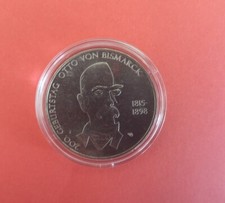 200. GEBURTSTAG OTTO VON BISMARCK
1815-
1898